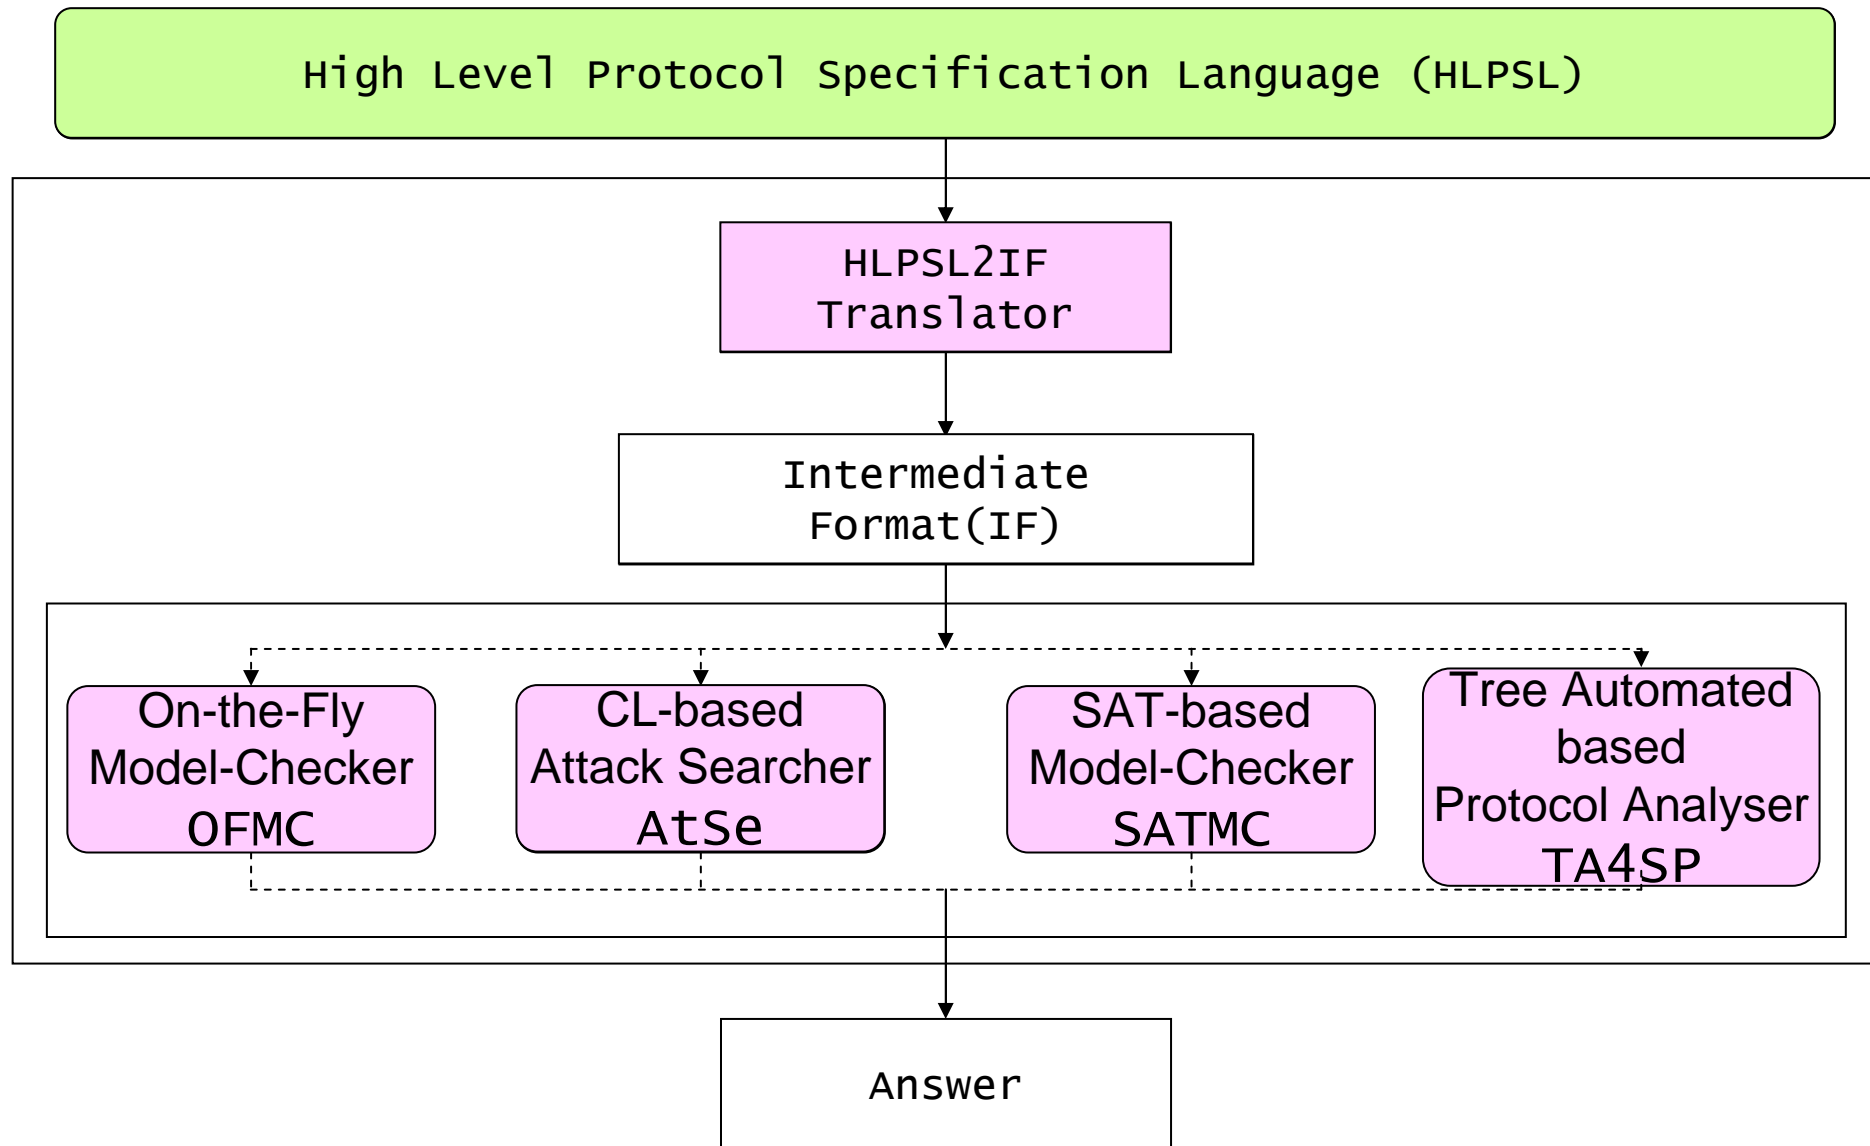 High Level Protocol Specification Language (HLPSL)
HLPSL2IF
Translator
Intermediate
Format(IF)
On-the-Fly
Model-Checker
OFMC
CL-based
Attack Searcher
AtSe
SAT-based
Model-Checker
SATMC
Tree Automated
based
Protocol Analyser
TA4SP
Answer